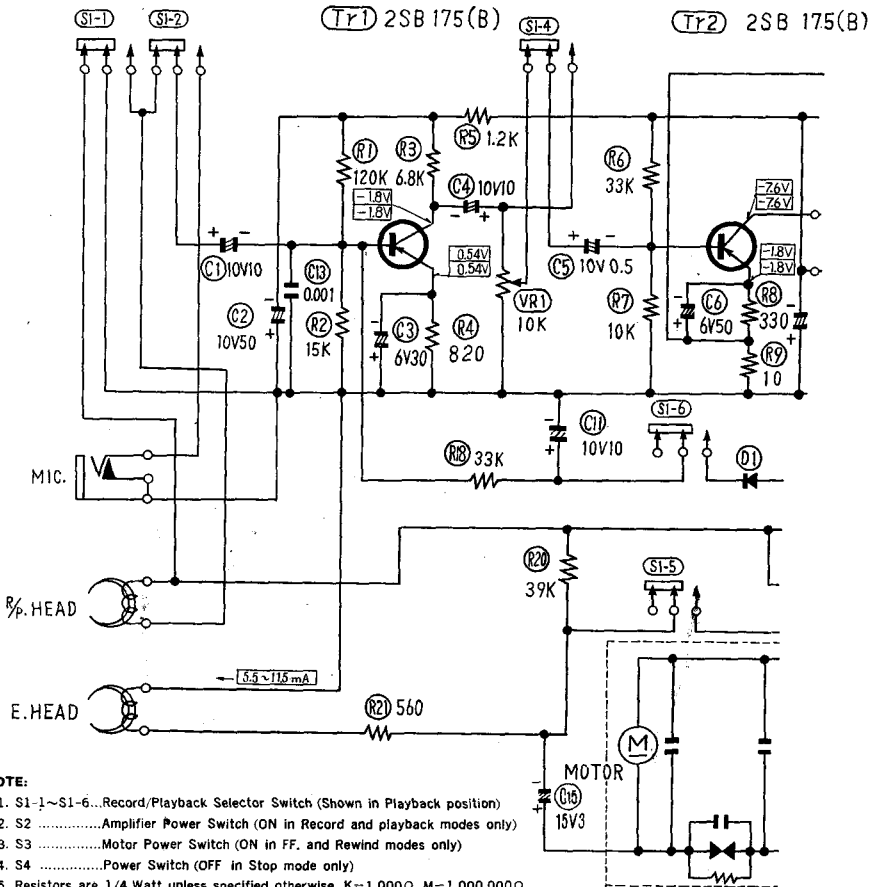 S1-1
S1-2
Tr1 2SB 175(B)
S1-4
Tr2 2SB 175(B)
R5 1.2K
R1
120K
R3
6.8K
C4 10V10
- +
-1.8V
-1.8V
R6
33K
-7.6V
-7.6V
+ -
C1 10V10
C13
0.001
0.54V
0.54V
+ -
C5 10V 0.5
-1.8V
-1.8V
C2
10V50
-
+
R2
15K
C3
6V30
-
+
R4
820
VR1
10K
R7
10K
C6
6V50
-
+
R8
330
-
+
R9
10
C11
10V10
-
+
S1-6
R18 33K
D1
MIC.
R20
39K
S1-5
R/P. HEAD
5.5~11.5mA
E. HEAD
R21 560
M
MOTOR
C15
15V3
-
+
OTE:
1. S1-1~S1-6...Record/Playback Selector Switch (Shown in Playback position)
2. S2 ..............Amplifier Power Switch (ON in Record and playback modes only)
3. S3 ..............Motor Power Switch (ON in FF. and Rewind modes only)
4. S4 ..............Power Switch (OFF in Stop mode only)
5. Resistors are 1/4 Watt unless specified otherwise. K=1,000Ω, M=1,000,000Ω